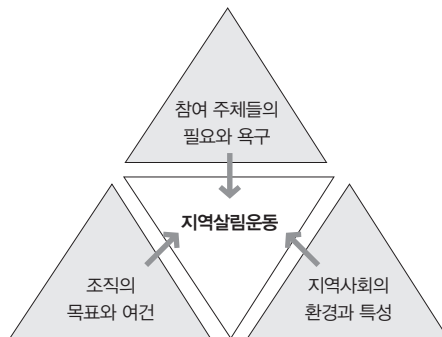 참여 주체들의
필요와 욕구
지역살림운동
조직의
목표와 여건
지역사회의
환경과 특성